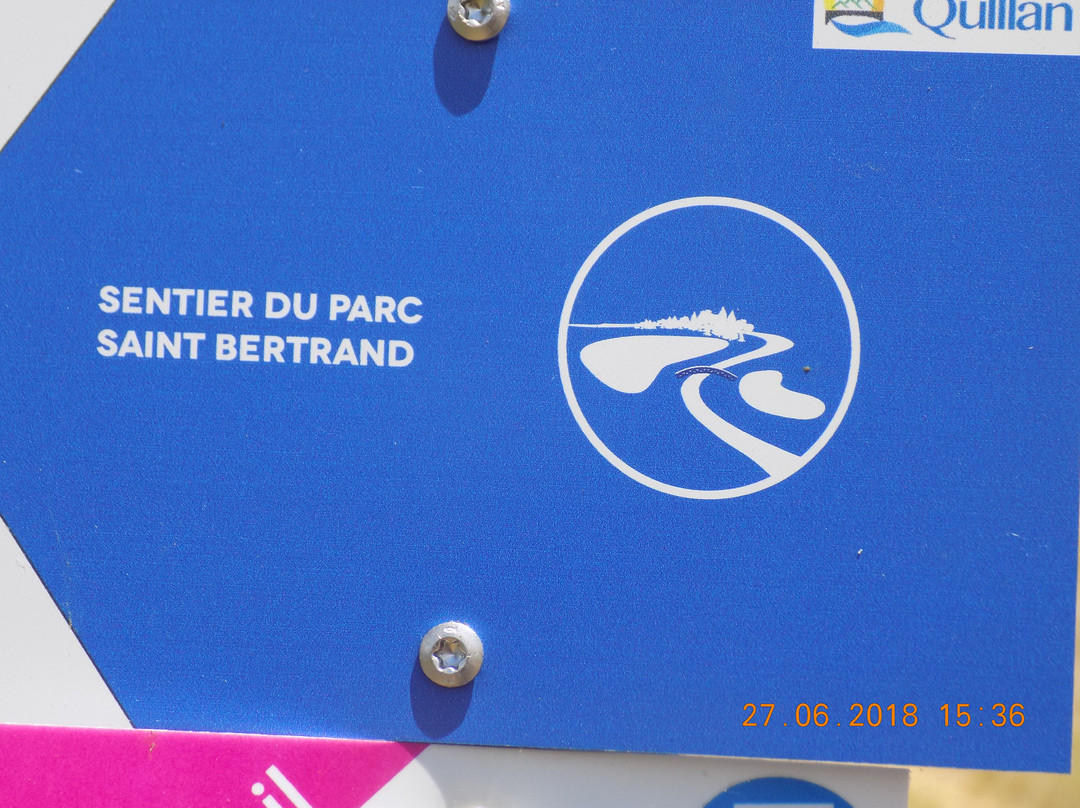 Quillan
SENTIER DU PARC
SAINT BERTRAND
27.06.2018 15:36